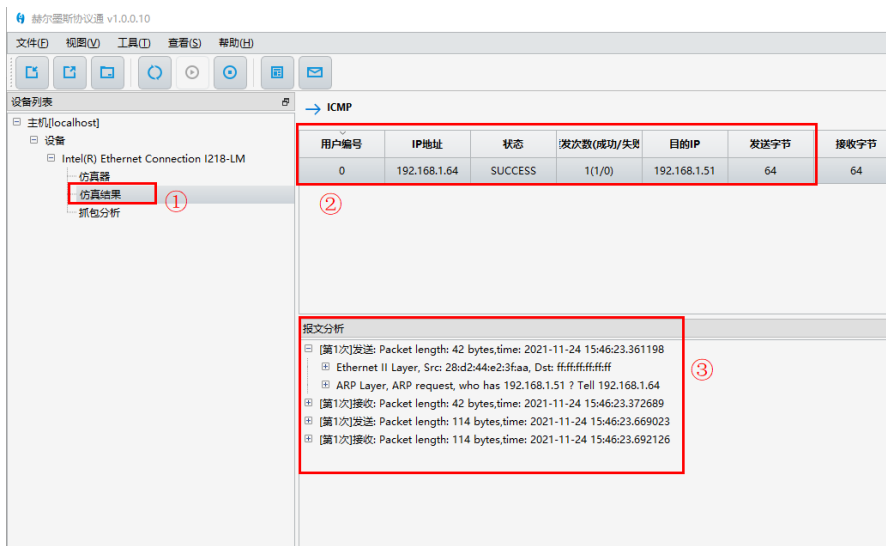 赫尔墨斯协议通 v1.0.0.10
文件(F) 视图(V) 工具(T) 查看(S) 帮助(H)
设备列表
主机[localhost]
设备
Intel(R) Ethernet Connection I218-LM
仿真器
仿真结果
抓包分析
①
→ ICMP
用户编号 IP地址 状态 发次数(成功/失败 目的IP 发送字节 接收字节
0 192.168.1.64 SUCCESS 1(1/0) 192.168.1.51 64 64
②
报文分析
[第1次]发送: Packet length: 42 bytes,time: 2021-11-24 15:46:23.361198
Ethernet II Layer, Src: 28:d2:44:e2:3f:aa, Dst: ff:ff:ff:ff:ff:ff
ARP Layer, ARP request, who has 192.168.1.51 ? Tell 192.168.1.64
[第1次]接收: Packet length: 42 bytes,time: 2021-11-24 15:46:23.372689
[第1次]发送: Packet length: 114 bytes,time: 2021-11-24 15:46:23.669023
[第1次]接收: Packet length: 114 bytes,time: 2021-11-24 15:46:23.692126
③